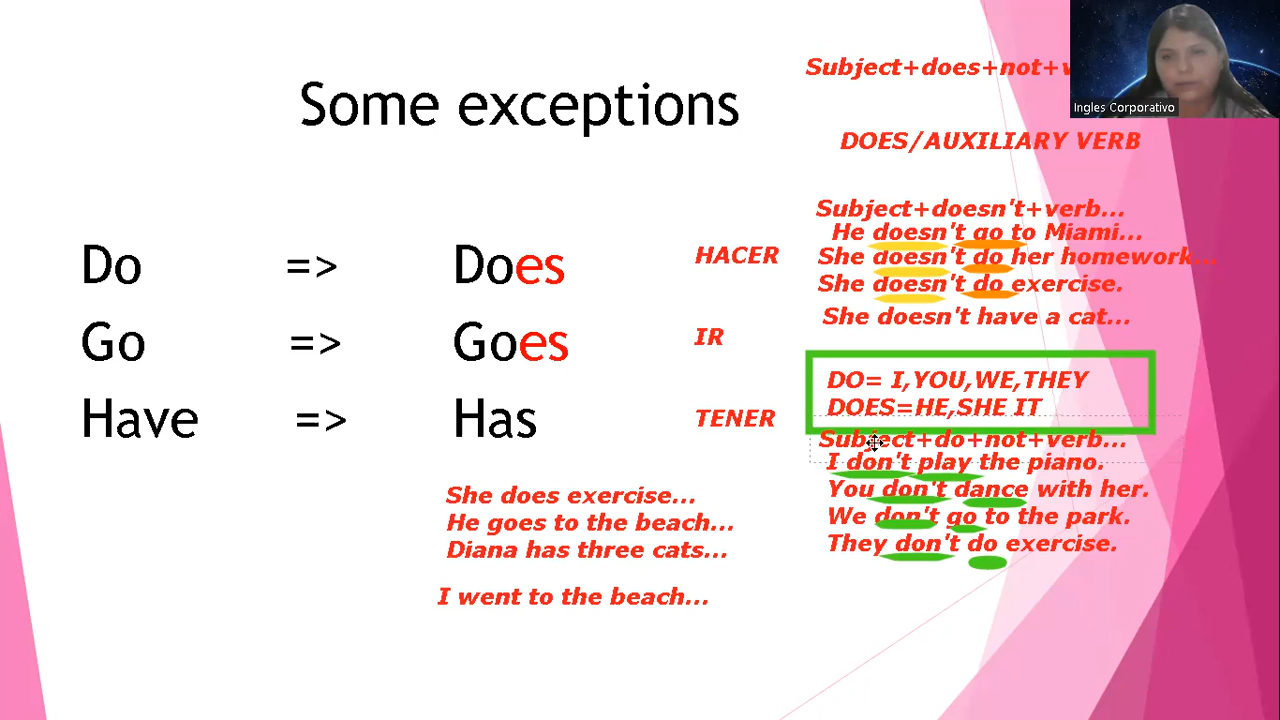 Some exceptions
Do => Does HACER
Go => Goes IR
Have => Has TENER
She does exercise...
He goes to the beach...
Diana has three cats...
I went to the beach...
Subject+does+not+
Ingles Corporativo
DOES/AUXILIARY VERB
Subject+doesn't+verb...
He doesn't go to Miami...
She doesn't do her homework...
She doesn't do exercise.
She doesn't have a cat...
DO= I,YOU,WE,THEY
DOES=HE,SHE IT
Subject+do+not+verb...
I don't play the piano.
You don't dance with her.
We don't go to the park.
They don't do exercise.